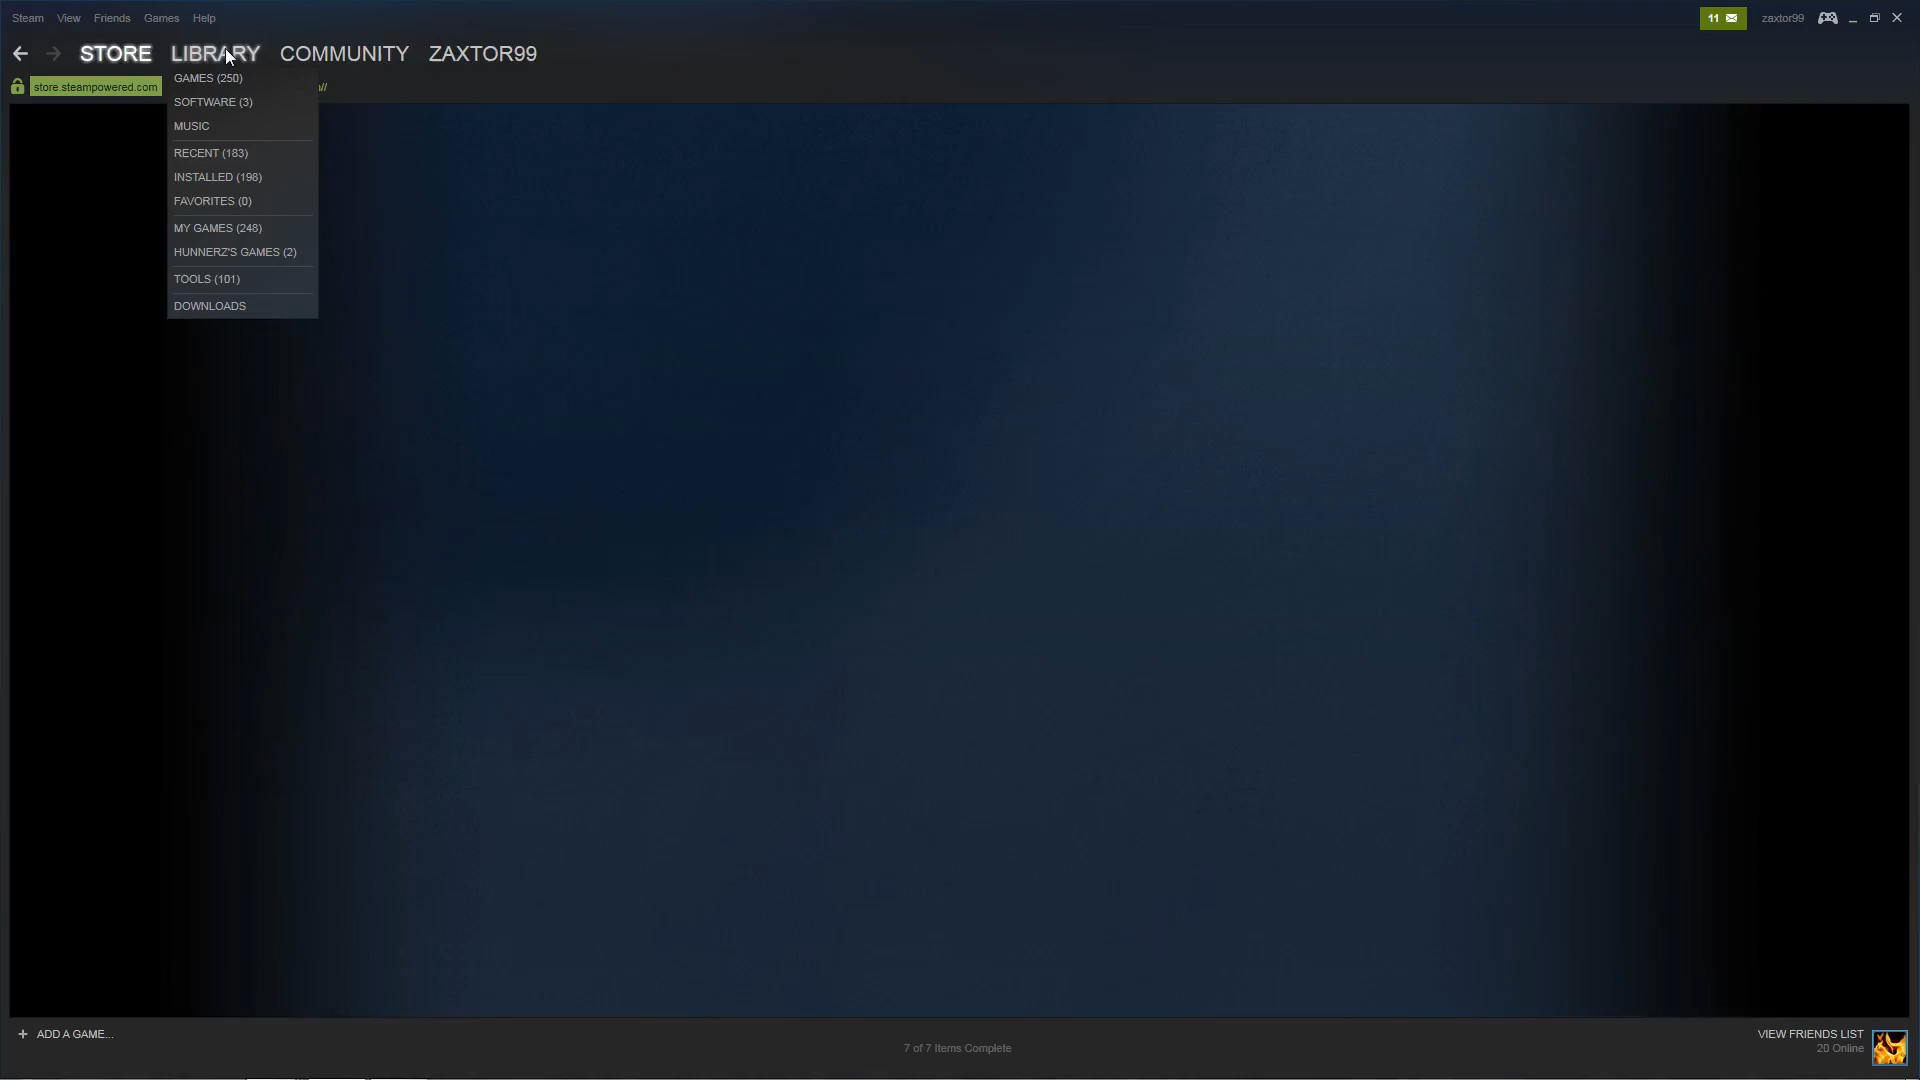 Steam View Friends Games Help
11
zaxtor99
STORE LIBRARY COMMUNITY ZAXTOR99
store.steampowered.com
//
GAMES (250)
SOFTWARE (3)
MUSIC
RECENT (183)
INSTALLED (198)
FAVORITES (0)
MY GAMES (248)
HUNNERZ'S GAMES (2)
TOOLS (101)
DOWNLOADS
+ ADD A GAME...
7 of 7 Items Complete
VIEW FRIENDS LIST
20 Online